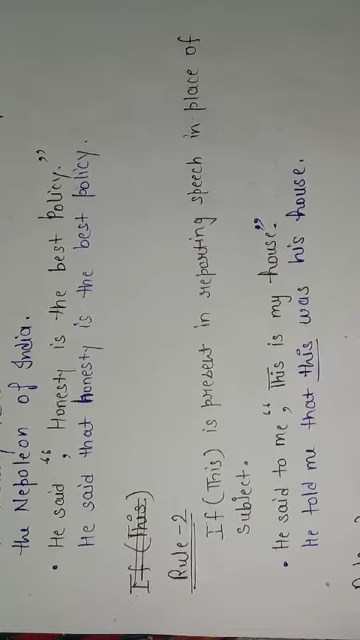 the Nepoleon of India.
• He said, "Honesty is the best Policy."
He said that honesty is the best policy.
If (This)
Rule-2
If (This) is present in reporting speech in place of
subject.
• He said to me, "This is my house."
He told me that this was his house.